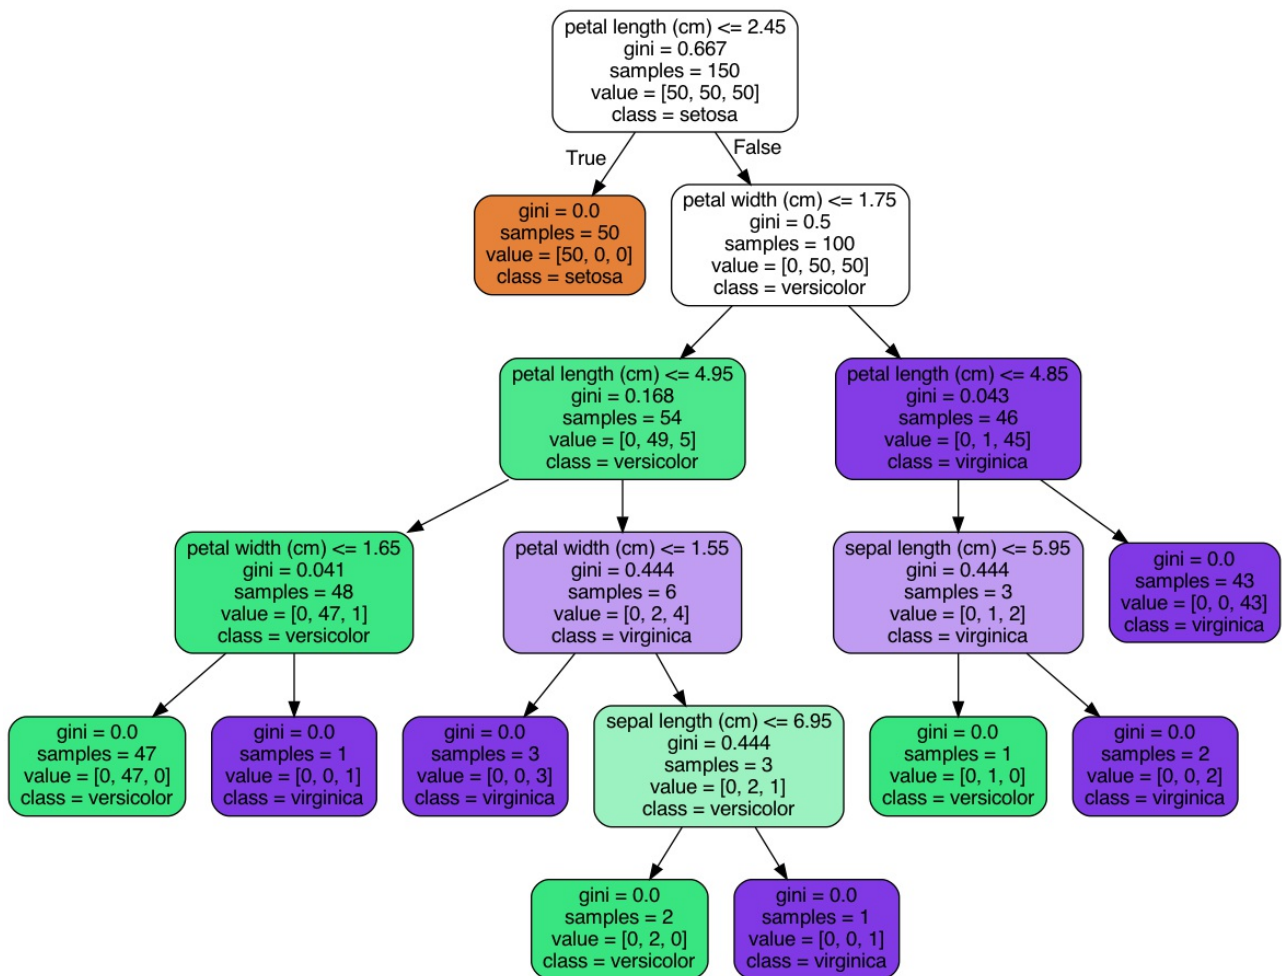 petal length (cm) <= 2.45
gini = 0.667
samples = 150
value = [50, 50, 50]
class = setosa
True
False
gini = 0.0
samples = 50
value = [50, 0, 0]
class = setosa
petal width (cm) <= 1.75
gini = 0.5
samples = 100
value = [0, 50, 50]
class = versicolor
petal length (cm) <= 4.95
gini = 0.168
samples = 54
value = [0, 49, 5]
class = versicolor
petal length (cm) <= 4.85
gini = 0.043
samples = 46
value = [0, 1, 45]
class = virginica
petal width (cm) <= 1.65
gini = 0.041
samples = 48
value = [0, 47, 1]
class = versicolor
petal width (cm) <= 1.55
gini = 0.444
samples = 6
value = [0, 2, 4]
class = virginica
sepal length (cm) <= 5.95
gini = 0.444
samples = 3
value = [0, 1, 2]
class = virginica
gini = 0.0
samples = 43
value = [0, 0, 43]
class = virginica
gini = 0.0
samples = 47
value = [0, 47, 0]
class = versicolor
gini = 0.0
samples = 1
value = [0, 0, 1]
class = virginica
gini = 0.0
samples = 3
value = [0, 0, 3]
class = virginica
sepal length (cm) <= 6.95
gini = 0.444
samples = 3
value = [0, 2, 1]
class = versicolor
gini = 0.0
samples = 1
value = [0, 1, 0]
class = versicolor
gini = 0.0
samples = 2
value = [0, 0, 2]
class = virginica
gini = 0.0
samples = 2
value = [0, 2, 0]
class = versicolor
gini = 0.0
samples = 1
value = [0, 0, 1]
class = virginica